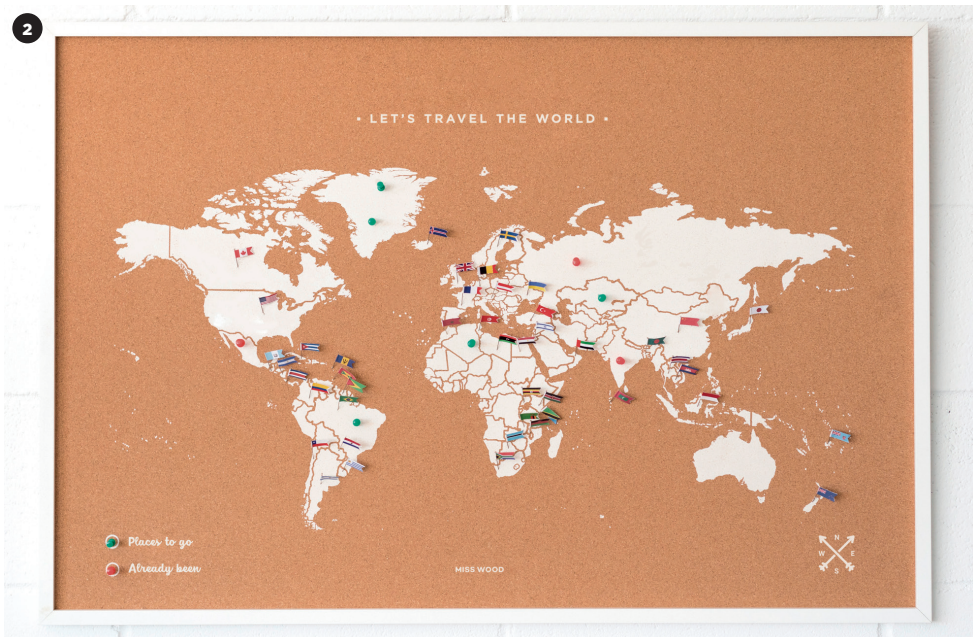 2
• LET'S TRAVEL THE WORLD •
Places to go
Already been
MISS WOOD
N
W E
S